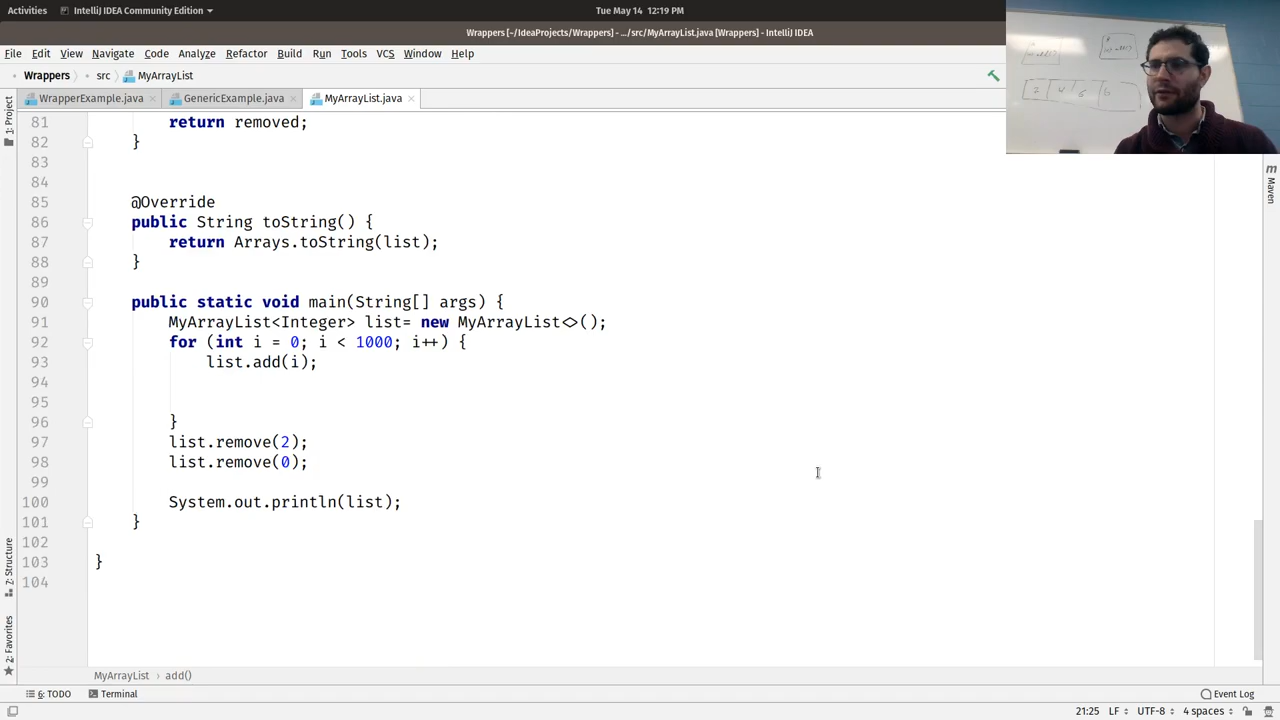 Activities
IntelliJ IDEA Community Edition
Tue May 14 12:19 PM
Wrappers [~/IdeaProjects/Wrappers] - .../src/MyArrayList.java [Wrappers] - IntelliJ IDEA
File Edit View Navigate Code Analyze Refactor Build Run Tools VCS Window Help
Wrappers src MyArrayList
WrapperExample.java GenericExample.java MyArrayList.java
1: Project
Maven
81 return removed;
82 }
83
84
85 @Override
86 public String toString() {
87 return Arrays.toString(list);
88 }
89
90 public static void main(String[] args) {
91 MyArrayList<Integer> list= new MyArrayList<>();
92 for (int i = 0; i < 1000; i++) {
93 list.add(i);
94
95
96 }
97 list.remove(2);
98 list.remove(0);
99
100 System.out.println(list);
101 }
102
103 }
104
7: Structure
2: Favorites
MyArrayList add()
6: TODO Terminal Event Log
21:25 LF UTF-8 4 spaces